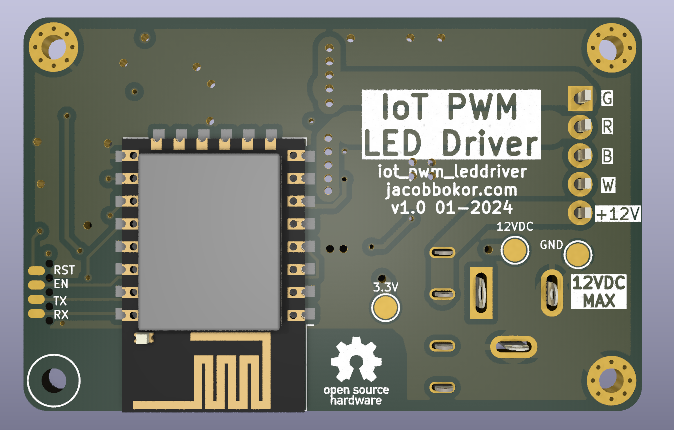 IoT PWM
LED Driver
iot_pwm_leddriver
jacobbokor.com
v1.0 01-2024
G
R
B
W
+12V
12VDC
GND
12VDC
MAX
3.3V
RST
EN
TX
RX
open source
hardware